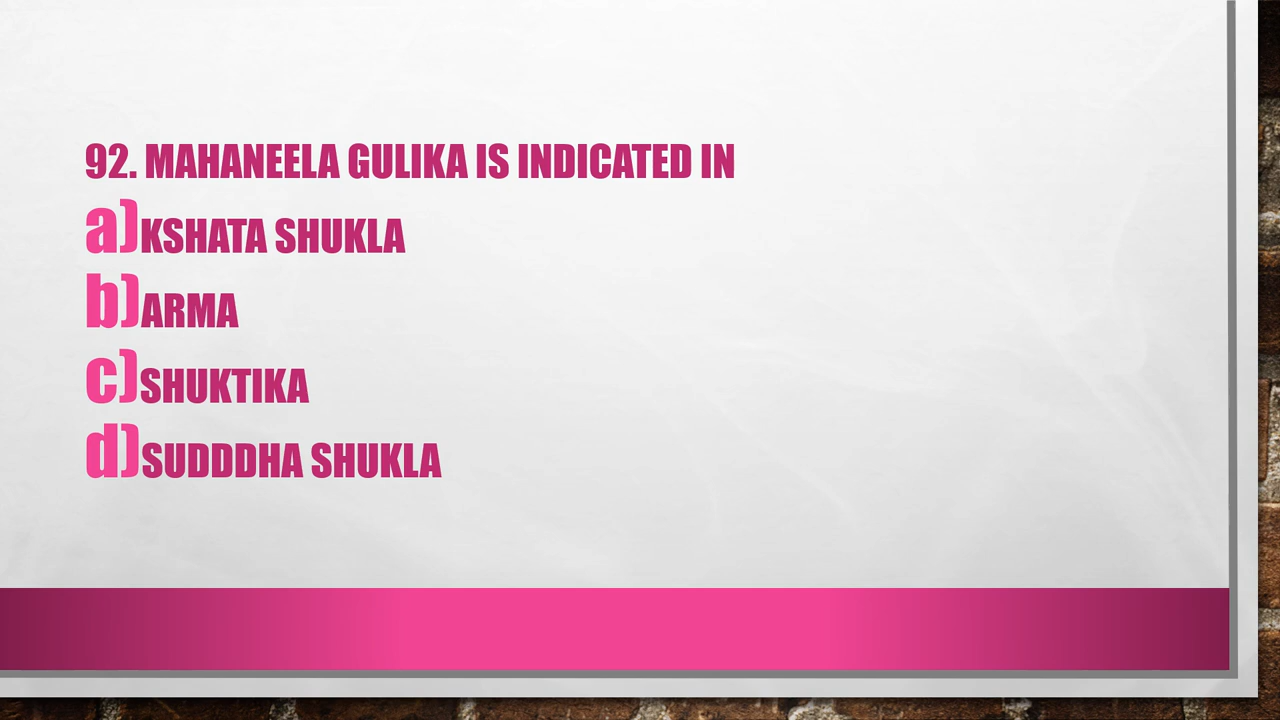 92. MAHANEELA GULIKA IS INDICATED IN
a)KSHATA SHUKLA
b)ARMA
c)SHUKTIKA
d)SUDDDHA SHUKLA